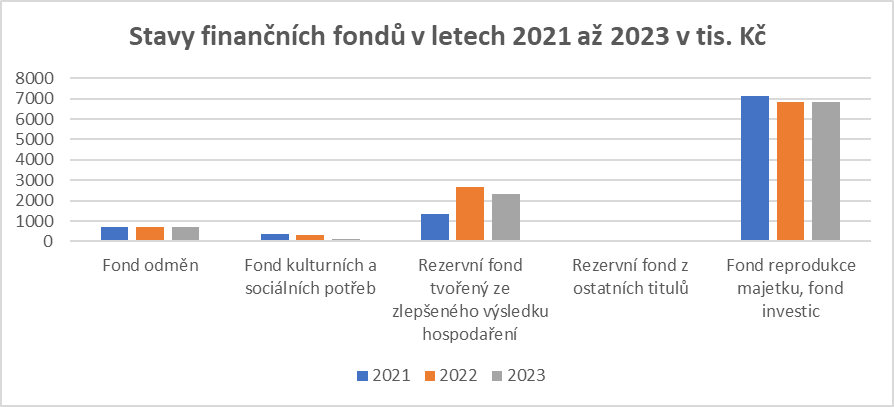 Stavy finančních fondů v letech 2021 až 2023 v tis. Kč
8000
7000
6000
5000
4000
3000
2000
1000
0
Fond odměn
Fond kulturních a
sociálních potřeb
Rezervní fond
tvořený ze
zlepšeného výsledku
hospodaření
Rezervní fond z
ostatních titulů
Fond reprodukce
majetku, fond
investic
2021 2022 2023